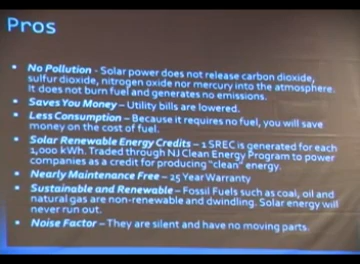 Pros
• No Pollution - Solar power does not release carbon dioxide,
sulfur dioxide, nitrogen oxide nor mercury into the atmosphere.
It does not burn fuel and generates no emissions.
• Saves You Money – Utility bills are lowered.
• Less Consumption – Because it requires no fuel, you will save
money on the cost of fuel.
• Solar Renewable Energy Credits – 1 SREC is generated for each
1,000 kWh. Traded through NJ Clean Energy Program to power
companies as a credit for producing "clean" energy.
• Nearly Maintenance Free – 25 Year Warranty
• Sustainable and Renewable – Fossil Fuels such as coal, oil and
natural gas are non-renewable and dwindling. Solar energy will
never run out.
• Noise Factor – They are silent and have no moving parts.